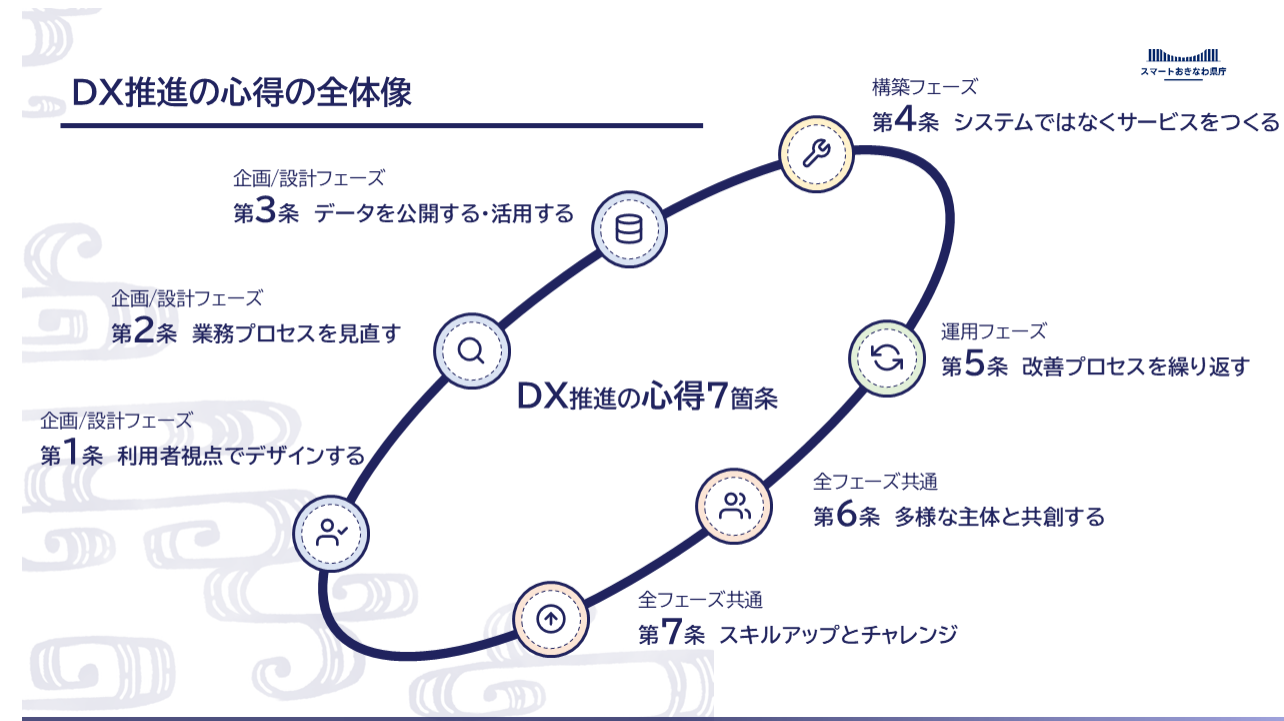 DX推進の心得の全体像
スマートおきなわ県庁
構築フェーズ
第4条 システムではなくサービスをつくる
企画/設計フェーズ
第3条 データを公開する・活用する
企画/設計フェーズ
第2条 業務プロセスを見直す
運用フェーズ
第5条 改善プロセスを繰り返す
DX推進の心得7箇条
企画/設計フェーズ
第1条 利用者視点でデザインする
全フェーズ共通
第6条 多様な主体と共創する
全フェーズ共通
第7条 スキルアップとチャレンジ